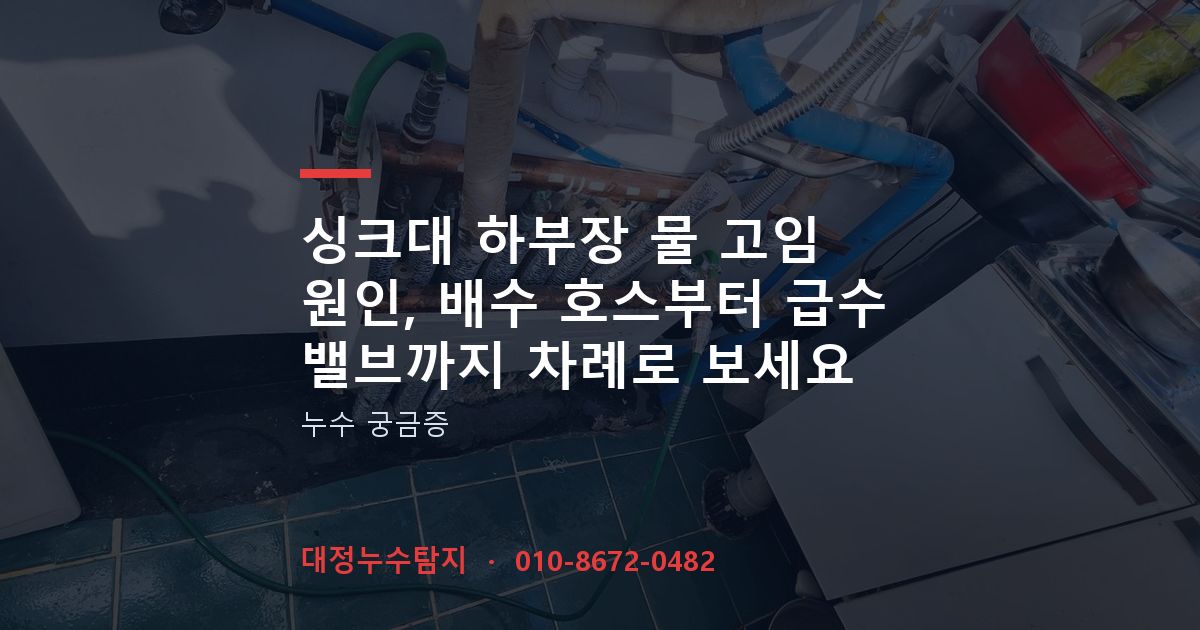 싱크대 하부장 물 고임
원인, 배수 호스부터 급수
밸브까지 차례로 보세요
누수 궁금증
대정누수탐지 · 010-8672-0482